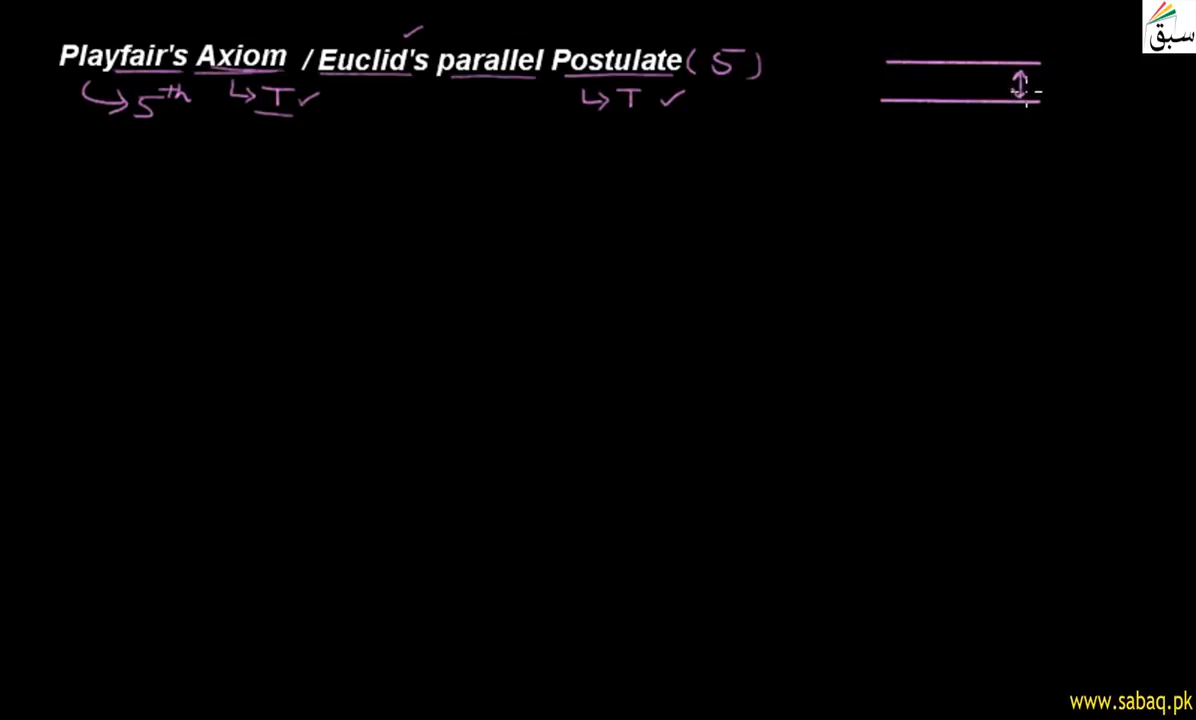 Playfair's Axiom / Euclid's parallel Postulate (5)
5th T T
سبق
www.sabaq.pk